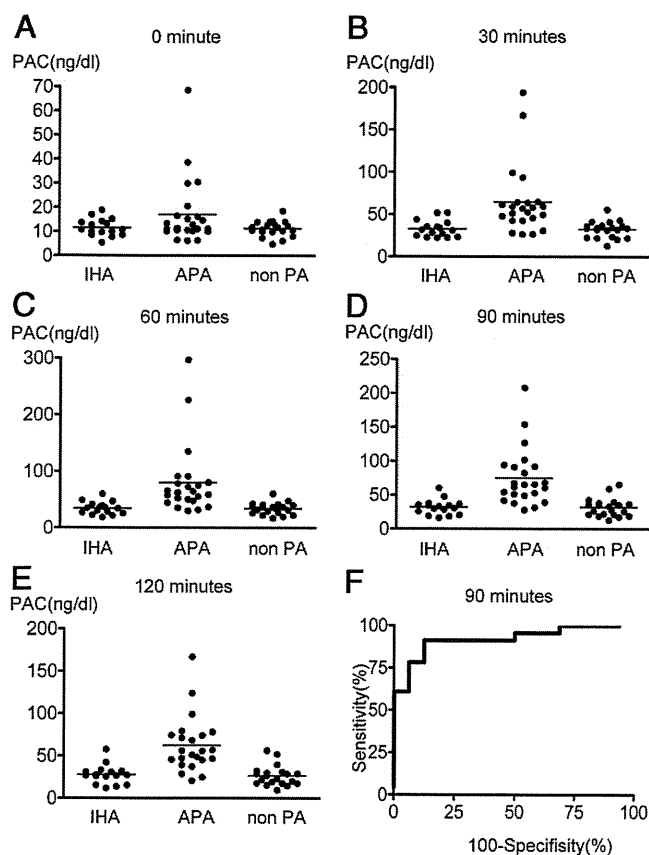 A
0 minute
PAC(ng/dl)
70
60
50
40
30
20
10
0
IHA APA non PA
B
30 minutes
PAC(ng/dl)
200
150
100
50
0
IHA APA non PA
C
60 minutes
PAC(ng/dl)
300
200
100
0
IHA APA non PA
D
90 minutes
PAC(ng/dl)
250
200
150
100
50
0
IHA APA non PA
E
120 minutes
PAC(ng/dl)
200
150
100
50
0
IHA APA non PA
F
90 minutes
Sensitivity(%)
100
75
50
25
0
0 25 50 75 100
100-Specifisity(%)